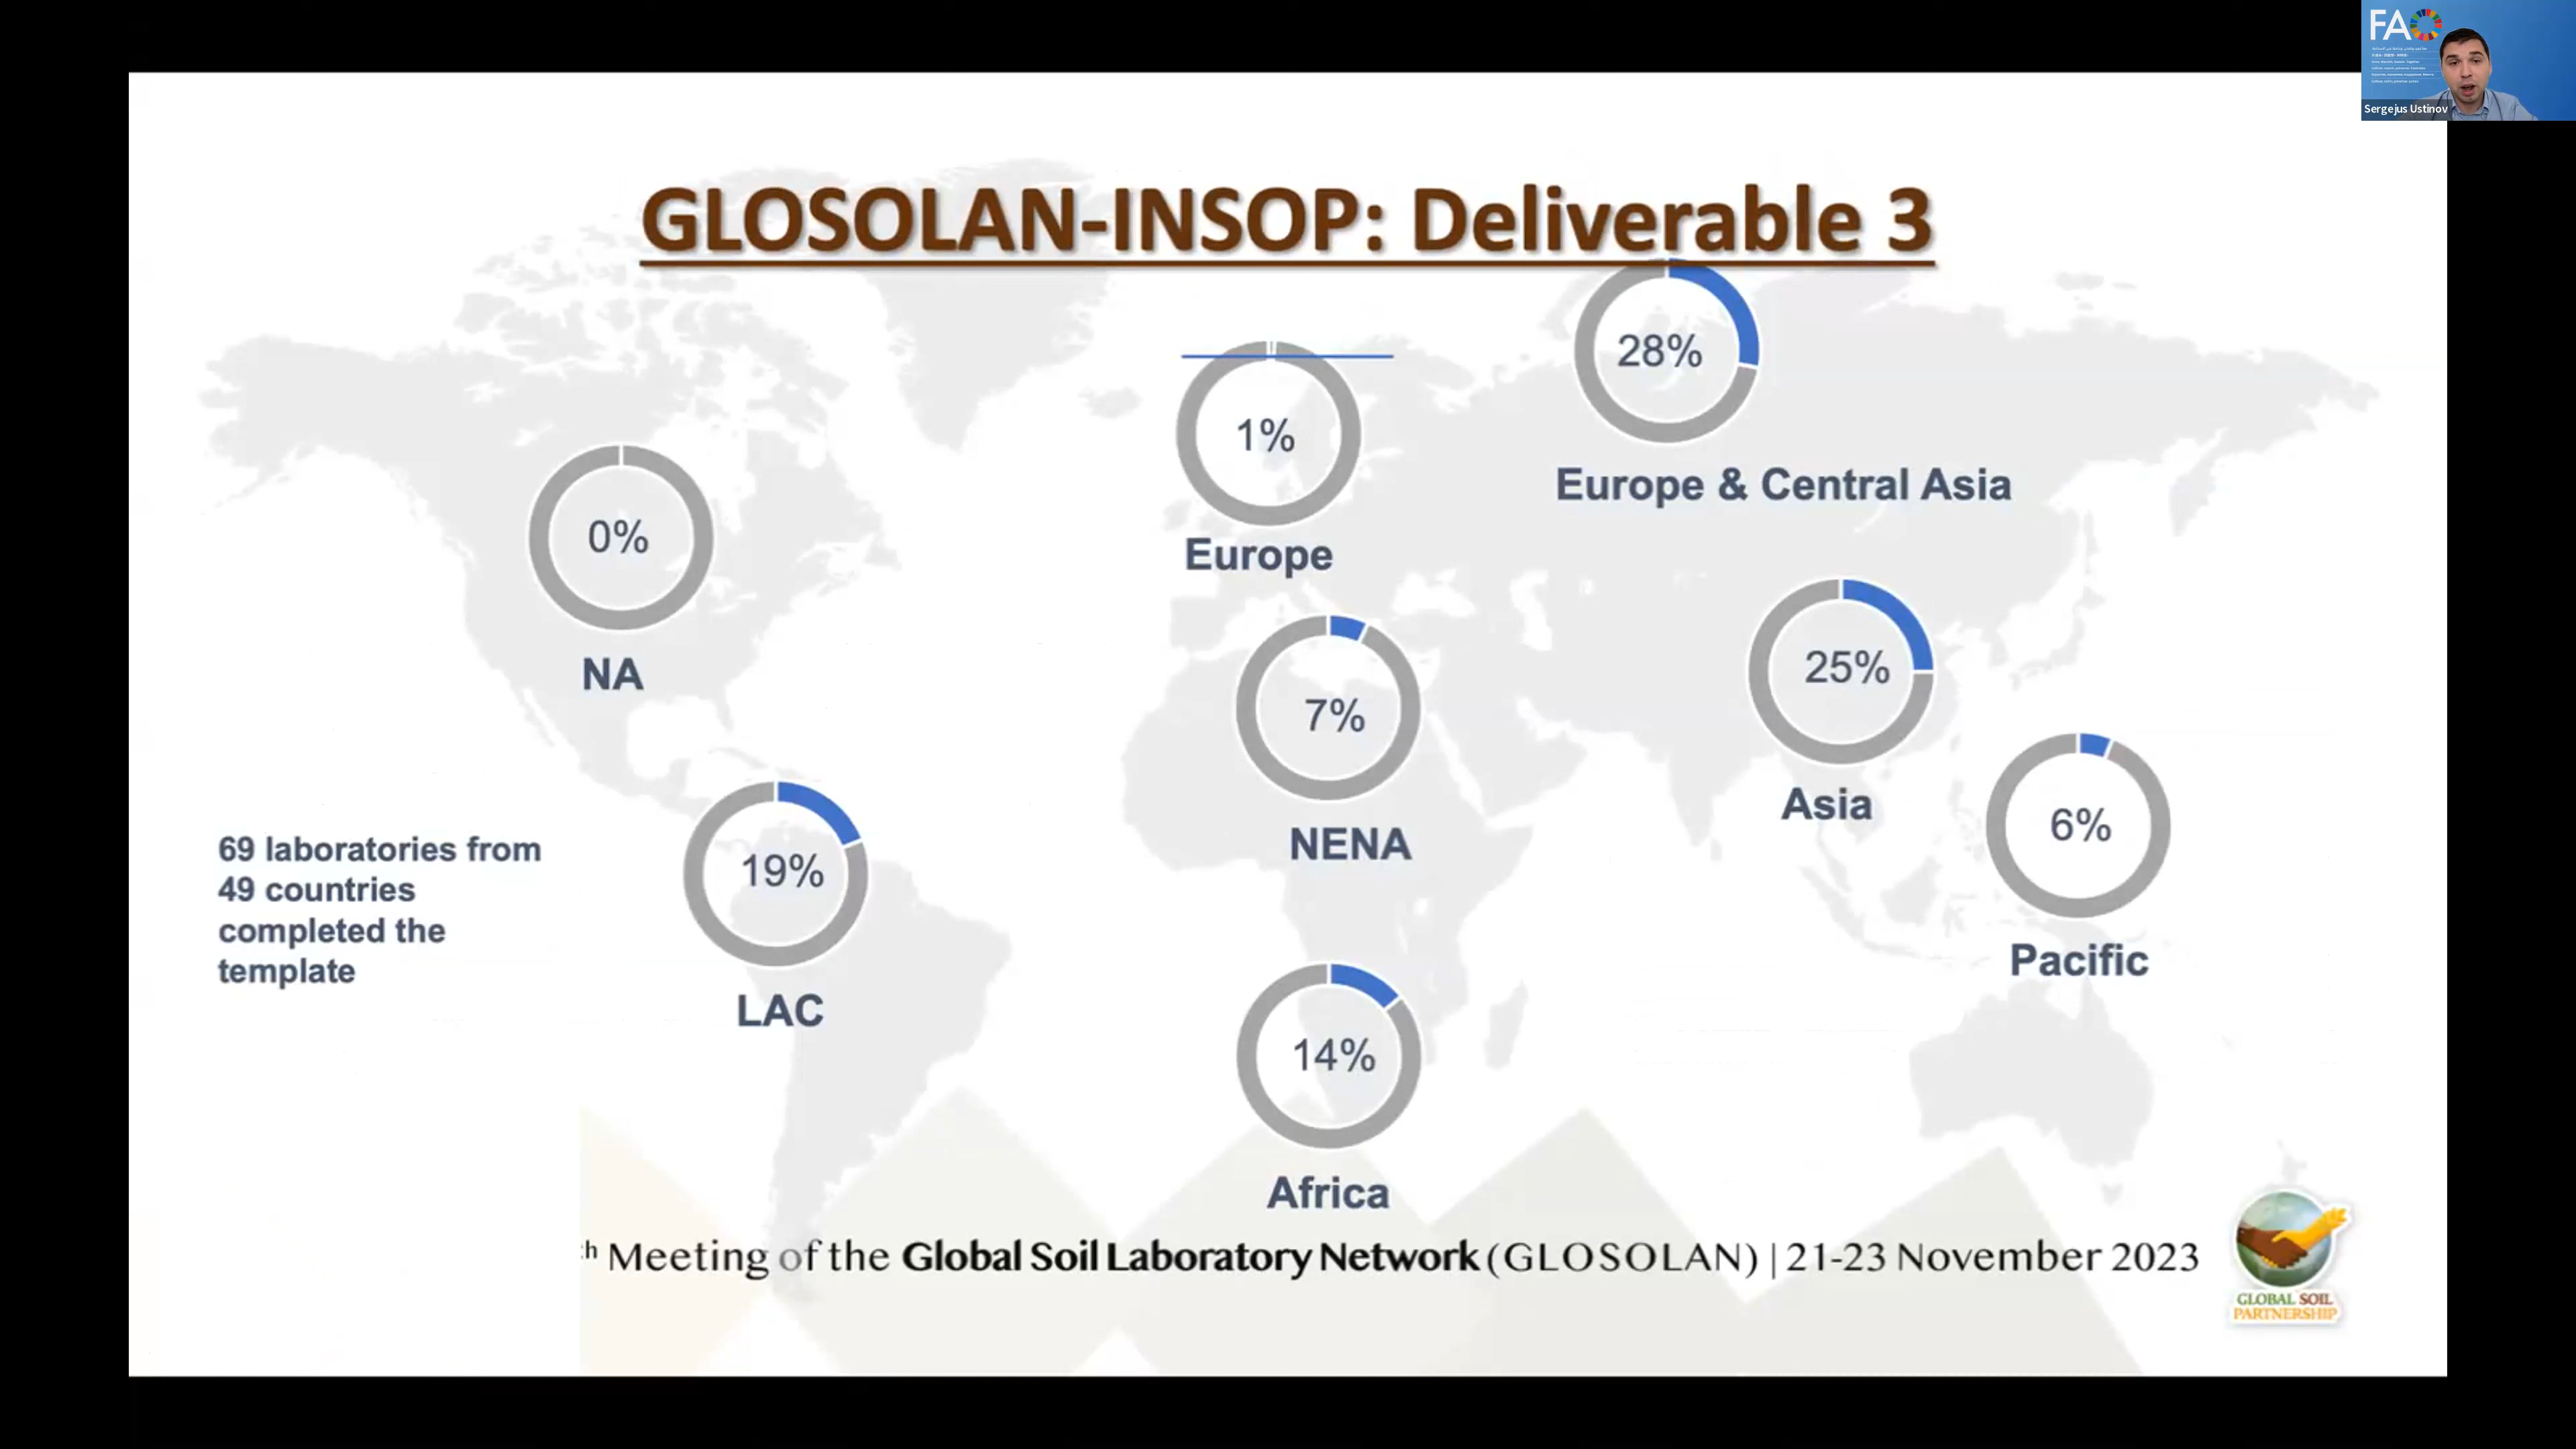 FAO
Sergejus Ustinov
GLOSOLAN-INSOP: Deliverable 3
28%
1%
Europe & Central Asia
0%
Europe
NA
25%
7%
Asia
NENA
6%
Pacific
19%
LAC
69 laboratories from
49 countries
completed the
template
14%
Africa
th Meeting of the Global Soil Laboratory Network (GLOSOLAN) | 21-23 November 2023
GLOBAL SOIL
PARTNERSHIP